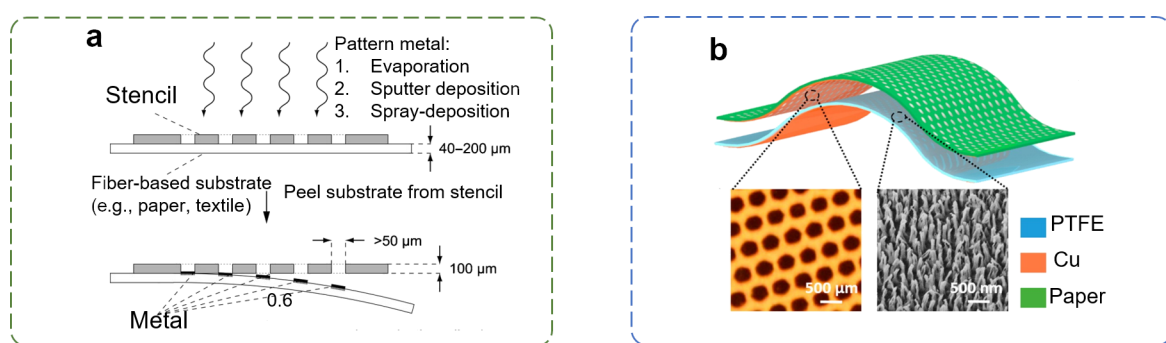 a
Pattern metal:
1. Evaporation
2. Sputter deposition
3. Spray-deposition
Stencil
40–200 µm
Fiber-based substrate
(e.g., paper, textile)
Peel substrate from stencil
>50 µm
100 µm
0.6
Metal
b
500 µm
500 nm
PTFE
Cu
Paper